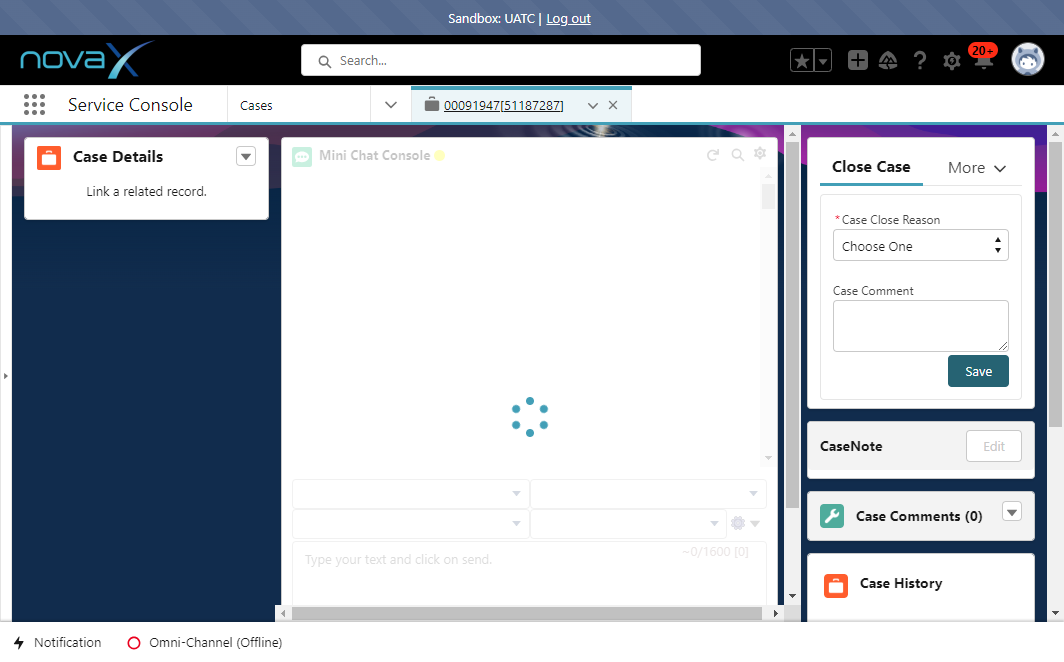 Sandbox: UATC | Log out
novaX
Search...
20+
Service Console
Cases
00091947[51187287]
Case Details
Link a related record.
Mini Chat Console
~0/1600 [0]
Type your text and click on send.
Close Case
More
*Case Close Reason
Choose One
Case Comment
Save
CaseNote
Edit
Case Comments (0)
Case History
Notification
Omni-Channel (Offline)